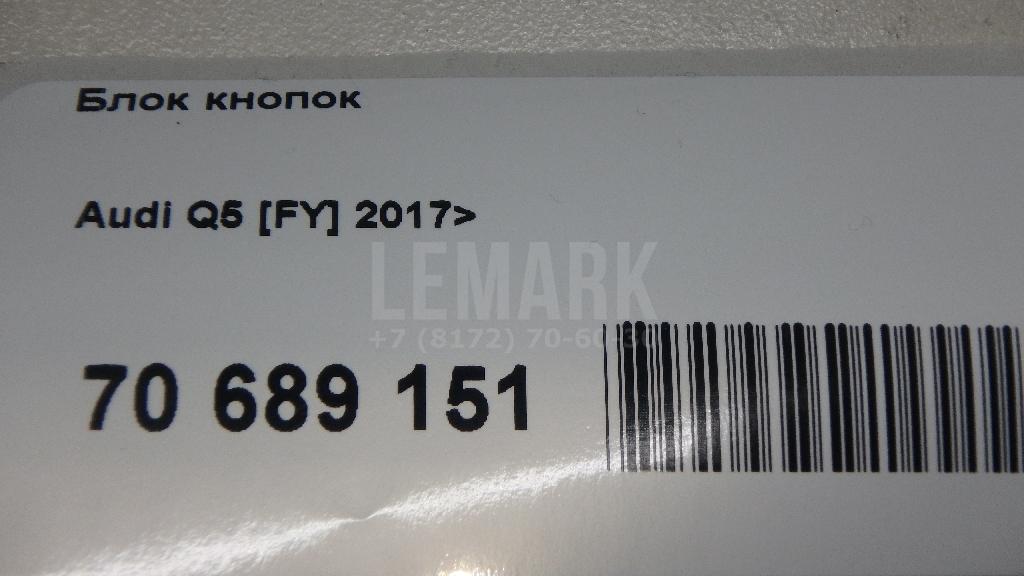 Блок кнопок
Audi Q5 [FY] 2017>
LEMARK
+7 (8172) 70-60-30
70 689 151